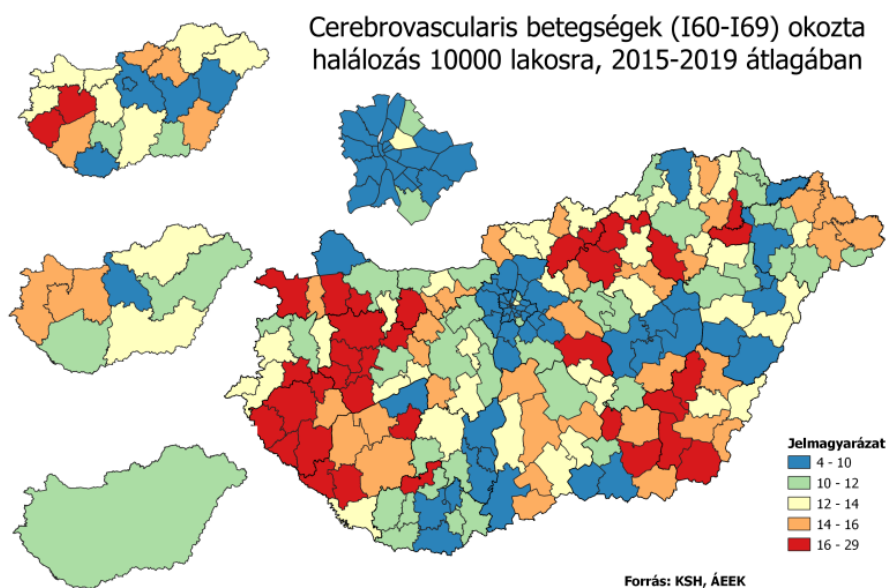 Cerebrovascularis betegségek (I60-I69) okozta
halálozás 10000 lakosra, 2015-2019 átlagában
Jelmagyarázat
4 - 10
10 - 12
12 - 14
14 - 16
16 - 29
Forrás: KSH, ÁEEK